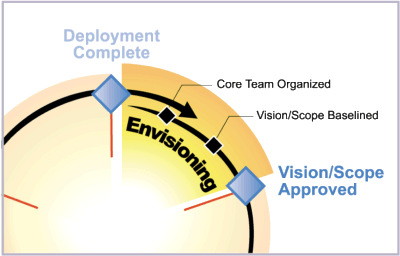 Deployment
Complete
Core Team Organized
Vision/Scope Baselined
Envisioning
Vision/Scope
Approved